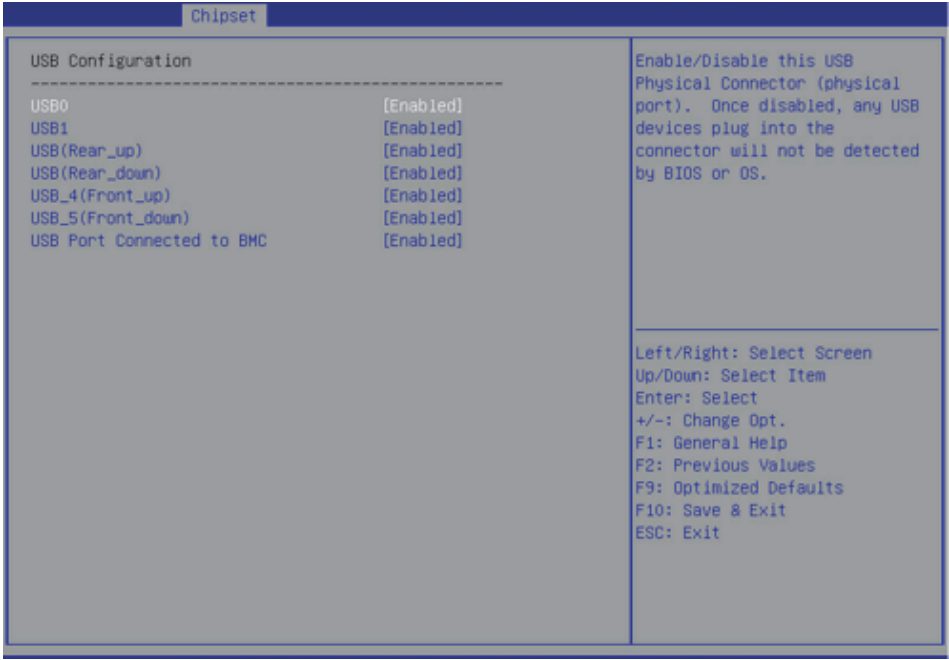 Chipset
USB Configuration
--------------------------------------------------
USB0 [Enabled]
USB1 [Enabled]
USB(Rear_up) [Enabled]
USB(Rear_down) [Enabled]
USB_4(Front_up) [Enabled]
USB_5(Front_down) [Enabled]
USB Port Connected to BMC [Enabled]
Enable/Disable this USB
Physical Connector (physical
port). Once disabled, any USB
devices plug into the
connector will not be detected
by BIOS or OS.
Left/Right: Select Screen
Up/Down: Select Item
Enter: Select
+/-: Change Opt.
F1: General Help
F2: Previous Values
F9: Optimized Defaults
F10: Save & Exit
ESC: Exit